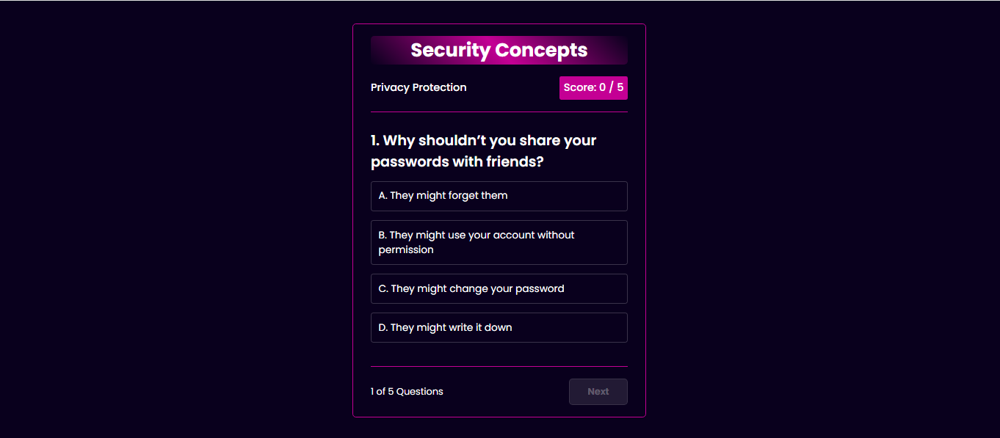 Security Concepts
Privacy Protection
Score: 0 / 5
1. Why shouldn’t you share your
passwords with friends?
A. They might forget them
B. They might use your account without
permission
C. They might change your password
D. They might write it down
1 of 5 Questions
Next